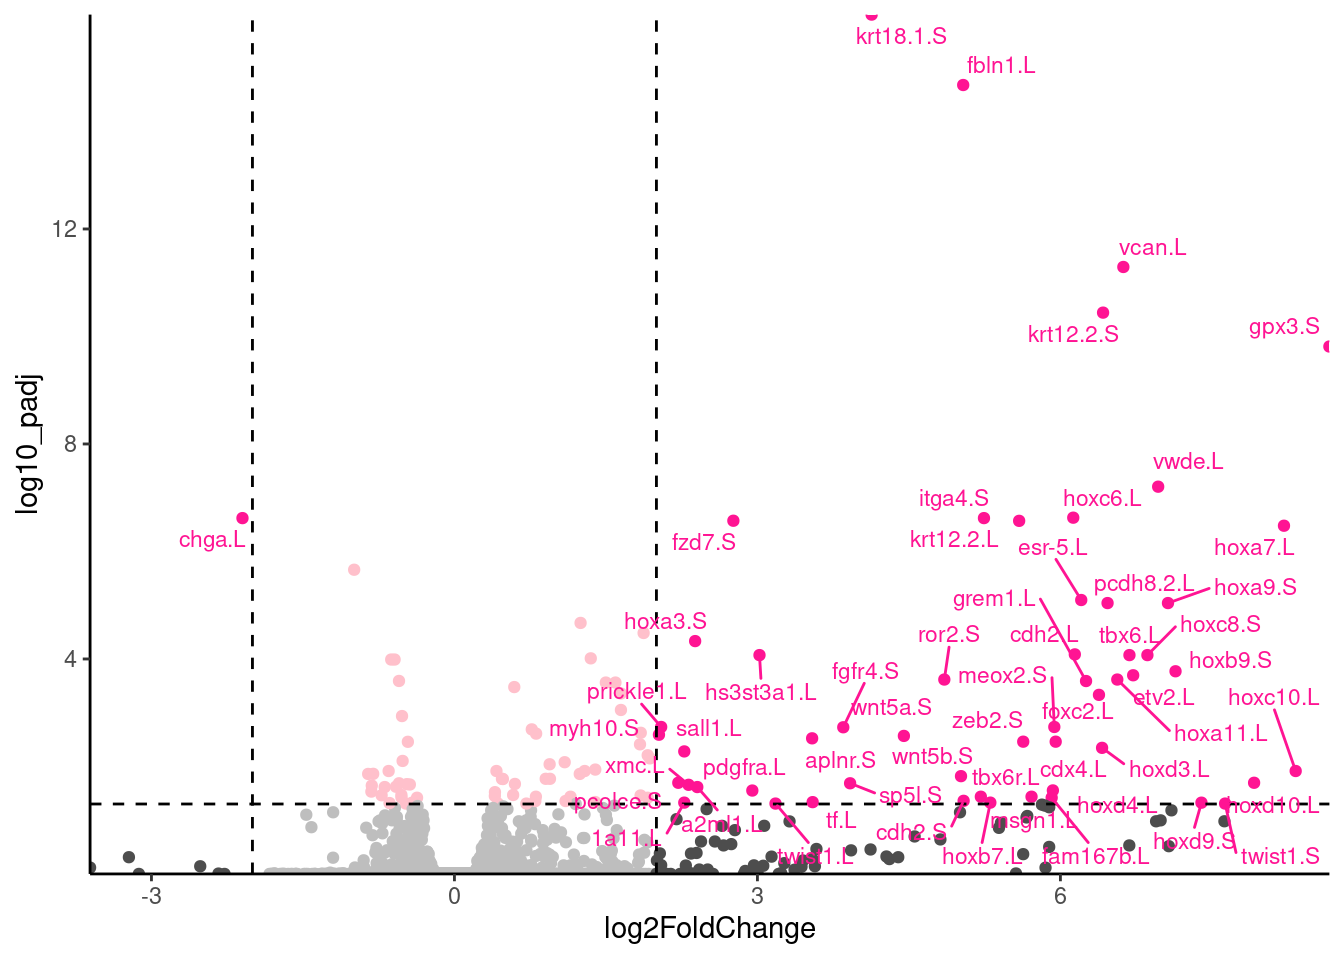 krt18.1.S
fbln1.L
12
vcan.L
gpx3.S
krt12.2.S
log10_padj
8
vwde.L
itga4.S
hoxc6.L
chga.L
fzd7.S
krt12.2.L
esr-5.L
hoxa7.L
pcdh8.2.L
hoxa9.S
grem1.L
hoxa3.S
ror2.S
cdh2.L
tbx6.L
hoxc8.S
4
hoxb9.S
fgfr4.S
meox2.S
prickle1.L
hs3st3a1.L
etv2.L
hoxc10.L
wnt5a.S
foxc2.L
myh10.S
sall1.L
zeb2.S
hoxa11.L
wnt5b.S
aplnr.S
xmc.L
pdgfra.L
tbx6r.L
cdx4.L
hoxd3.L
sp5l.S
pcolce.S
hoxd4.L
hoxd10.L
a2ml1.L
tf.L
msgn1.L
1a11.L
cdh2.S
hoxd9.S
twist1.L
hoxb7.L
fam167b.L
twist1.S
-3
0
3
6
log2FoldChange